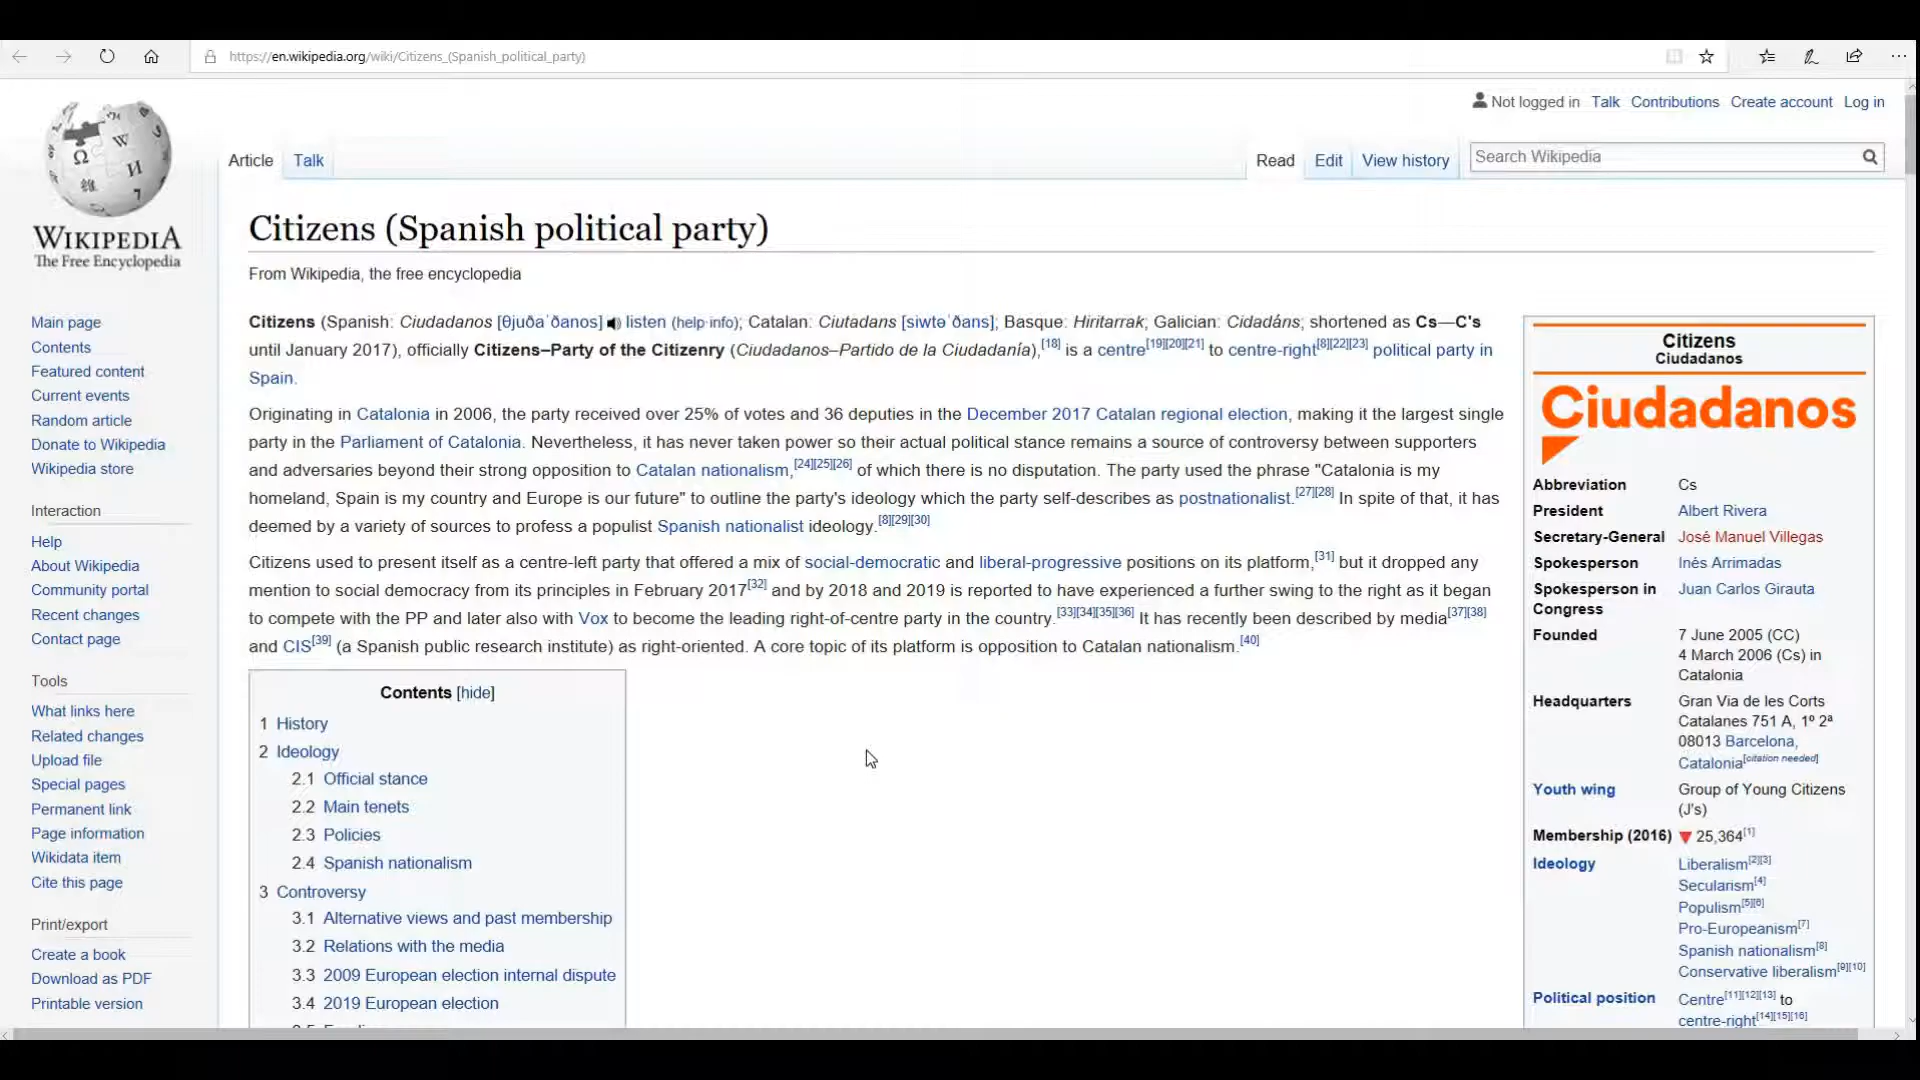 https://en.wikipedia.org/wiki/Citizens_(Spanish_political_party)
Not logged in Talk Contributions Create account Log in
Article Talk Read Edit View history Search Wikipedia
WIKIPEDIA
The Free Encyclopedia
Main page
Contents
Featured content
Current events
Random article
Donate to Wikipedia
Wikipedia store
Interaction
Help
About Wikipedia
Community portal
Recent changes
Contact page
Tools
What links here
Related changes
Upload file
Special pages
Permanent link
Page information
Wikidata item
Cite this page
Print/export
Create a book
Download as PDF
Printable version
Citizens (Spanish political party)
From Wikipedia, the free encyclopedia
Citizens (Spanish: Ciudadanos [θjuðaˈðanos] listen (help·info); Catalan: Ciutadans [siwtəˈðans]; Basque: Hiritarrak; Galician: Cidadáns; shortened as Cs—C's
until January 2017), officially Citizens–Party of the Citizenry (Ciudadanos–Partido de la Ciudadanía),[18] is a centre[19][20][21] to centre-right[8][22][23] political party in
Spain.
Originating in Catalonia in 2006, the party received over 25% of votes and 36 deputies in the December 2017 Catalan regional election, making it the largest single
party in the Parliament of Catalonia. Nevertheless, it has never taken power so their actual political stance remains a source of controversy between supporters
and adversaries beyond their strong opposition to Catalan nationalism,[24][25][26] of which there is no disputation. The party used the phrase "Catalonia is my
homeland, Spain is my country and Europe is our future" to outline the party's ideology which the party self-describes as postnationalist.[27][28] In spite of that, it has
deemed by a variety of sources to profess a populist Spanish nationalist ideology.[8][29][30]
Citizens used to present itself as a centre-left party that offered a mix of social-democratic and liberal-progressive positions on its platform,[31] but it dropped any
mention to social democracy from its principles in February 2017[32] and by 2018 and 2019 is reported to have experienced a further swing to the right as it began
to compete with the PP and later also with Vox to become the leading right-of-centre party in the country.[33][34][35][36] It has recently been described by media[37][38]
and CIS[39] (a Spanish public research institute) as right-oriented. A core topic of its platform is opposition to Catalan nationalism.[40]
Contents [hide]
1 History
2 Ideology
2.1 Official stance
2.2 Main tenets
2.3 Policies
2.4 Spanish nationalism
3 Controversy
3.1 Alternative views and past membership
3.2 Relations with the media
3.3 2009 European election internal dispute
3.4 2019 European election
Citizens
Ciudadanos
Ciudadanos
Abbreviation Cs
President Albert Rivera
Secretary-General José Manuel Villegas
Spokesperson Inés Arrimadas
Spokesperson in Juan Carlos Girauta
Congress
Founded 7 June 2005 (CC)
4 March 2006 (Cs) in
Catalonia
Headquarters Gran Via de les Corts
Catalanes 751 A, 1º 2ª
08013 Barcelona,
Catalonia[citation needed]
Youth wing Group of Young Citizens
(J's)
Membership (2016) 25,364[1]
Ideology Liberalism[2][3]
Secularism[4]
Populism[5][6]
Pro-Europeanism[7]
Spanish nationalism[8]
Conservative liberalism[9][10]
Political position Centre[11][12][13] to
centre-right[14][15][16]